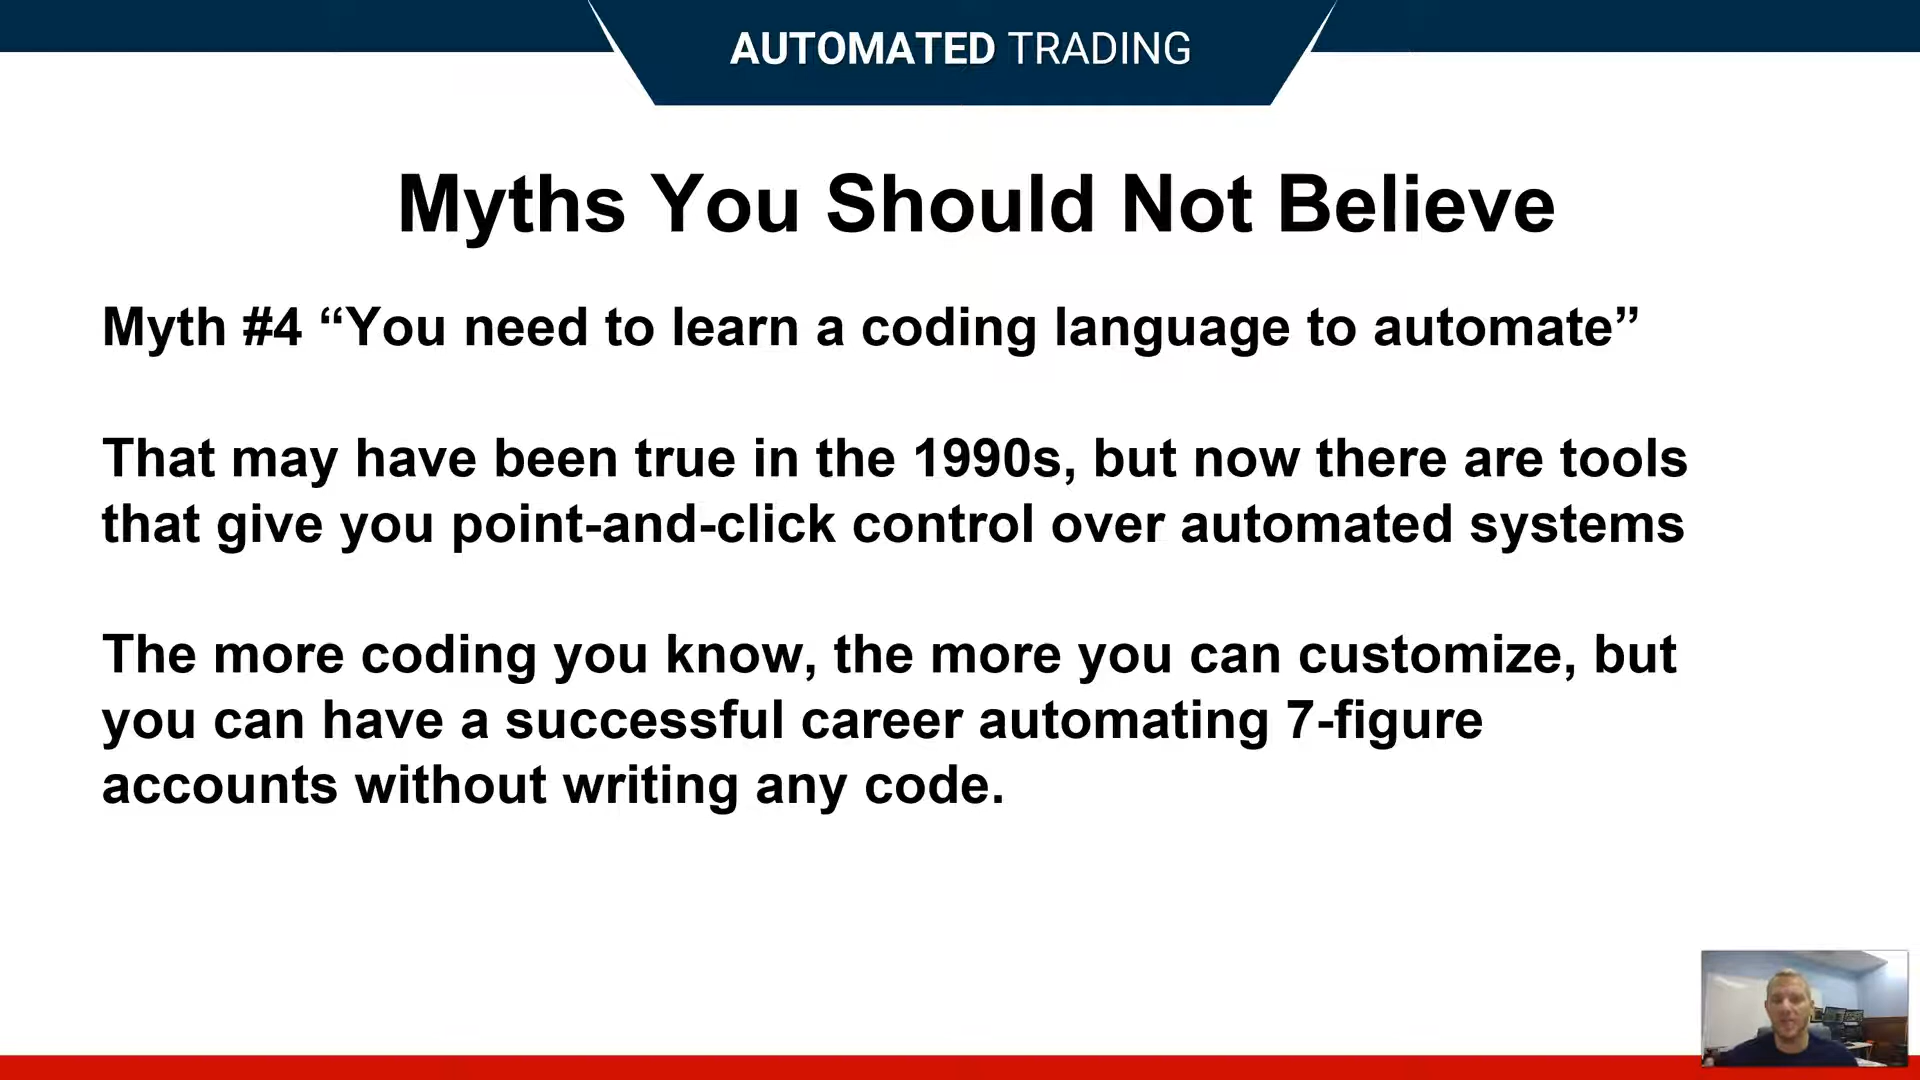 AUTOMATED TRADING
Myths You Should Not Believe
Myth #4 “You need to learn a coding language to automate”
That may have been true in the 1990s, but now there are tools
that give you point-and-click control over automated systems
The more coding you know, the more you can customize, but
you can have a successful career automating 7-figure
accounts without writing any code.